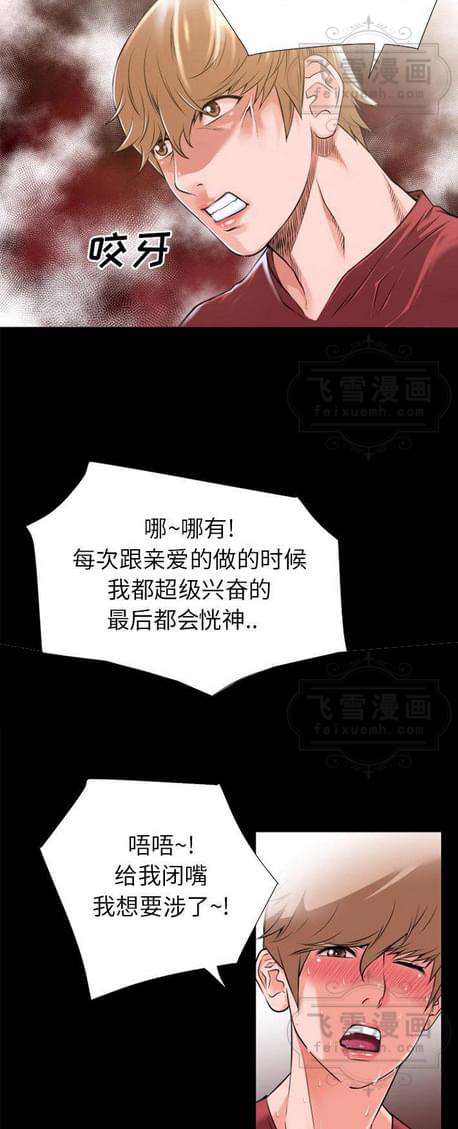 飞雪漫画
feixuemh.com
咬牙
飞雪漫画
feixuemh.com
哪~哪有!
每次跟亲爱的做的时候
我都超级兴奋的
最后都会恍神..
飞雪漫画
feixuemh.com
唔唔~!
给我闭嘴
我想要涉了~!
飞雪漫画
feixuemh.com